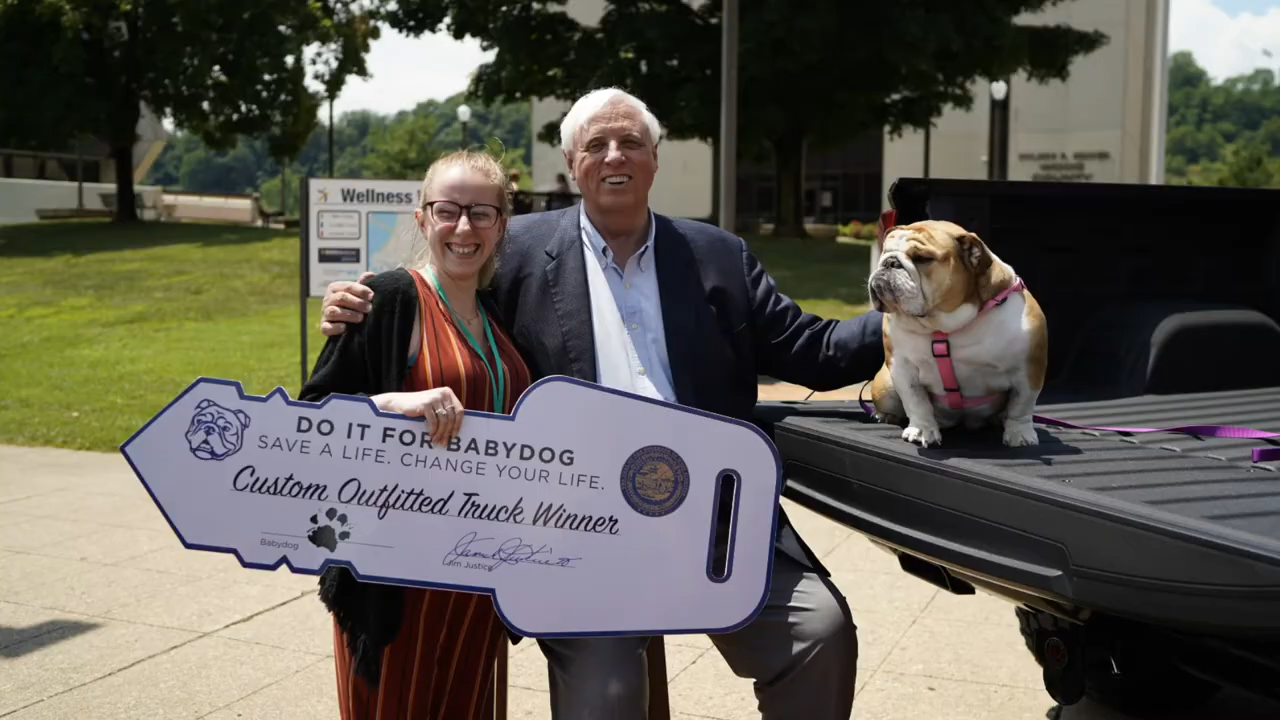 Wellness
DO IT FOR BABYDOG
SAVE A LIFE. CHANGE YOUR LIFE.
Custom Outfitted Truck Winner
Babydog
Jim Justice